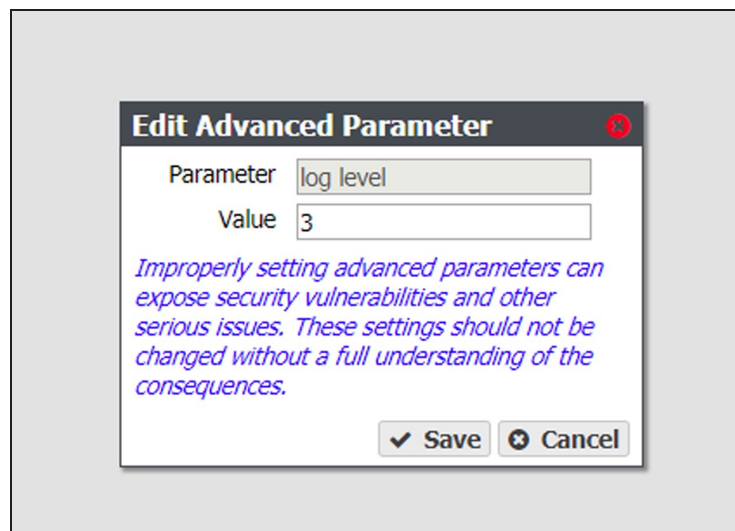 Edit Advanced Parameter
Parameter log level
Value 3
Improperly setting advanced parameters can
expose security vulnerabilities and other
serious issues. These settings should not be
changed without a full understanding of the
consequences.
Save Cancel